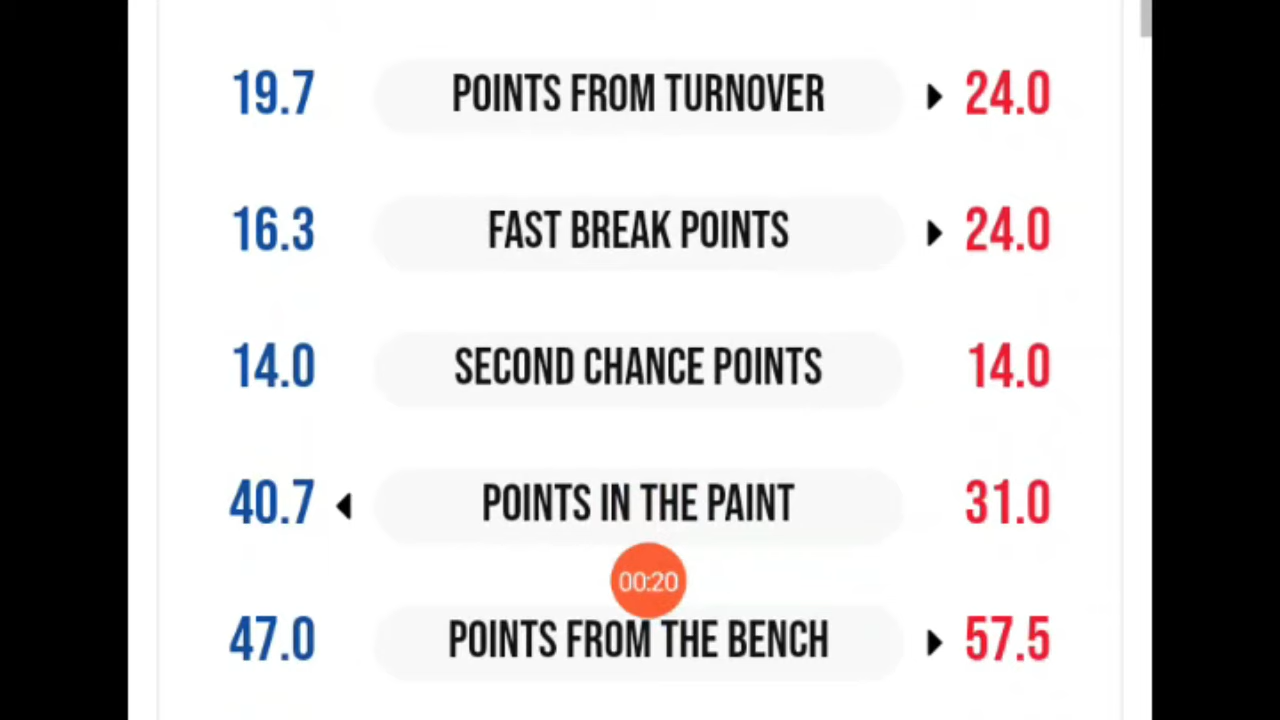 19.7 POINTS FROM TURNOVER 24.0
16.3 FAST BREAK POINTS 24.0
14.0 SECOND CHANCE POINTS 14.0
40.7 POINTS IN THE PAINT 31.0
00:20
47.0 POINTS FROM THE BENCH 57.5